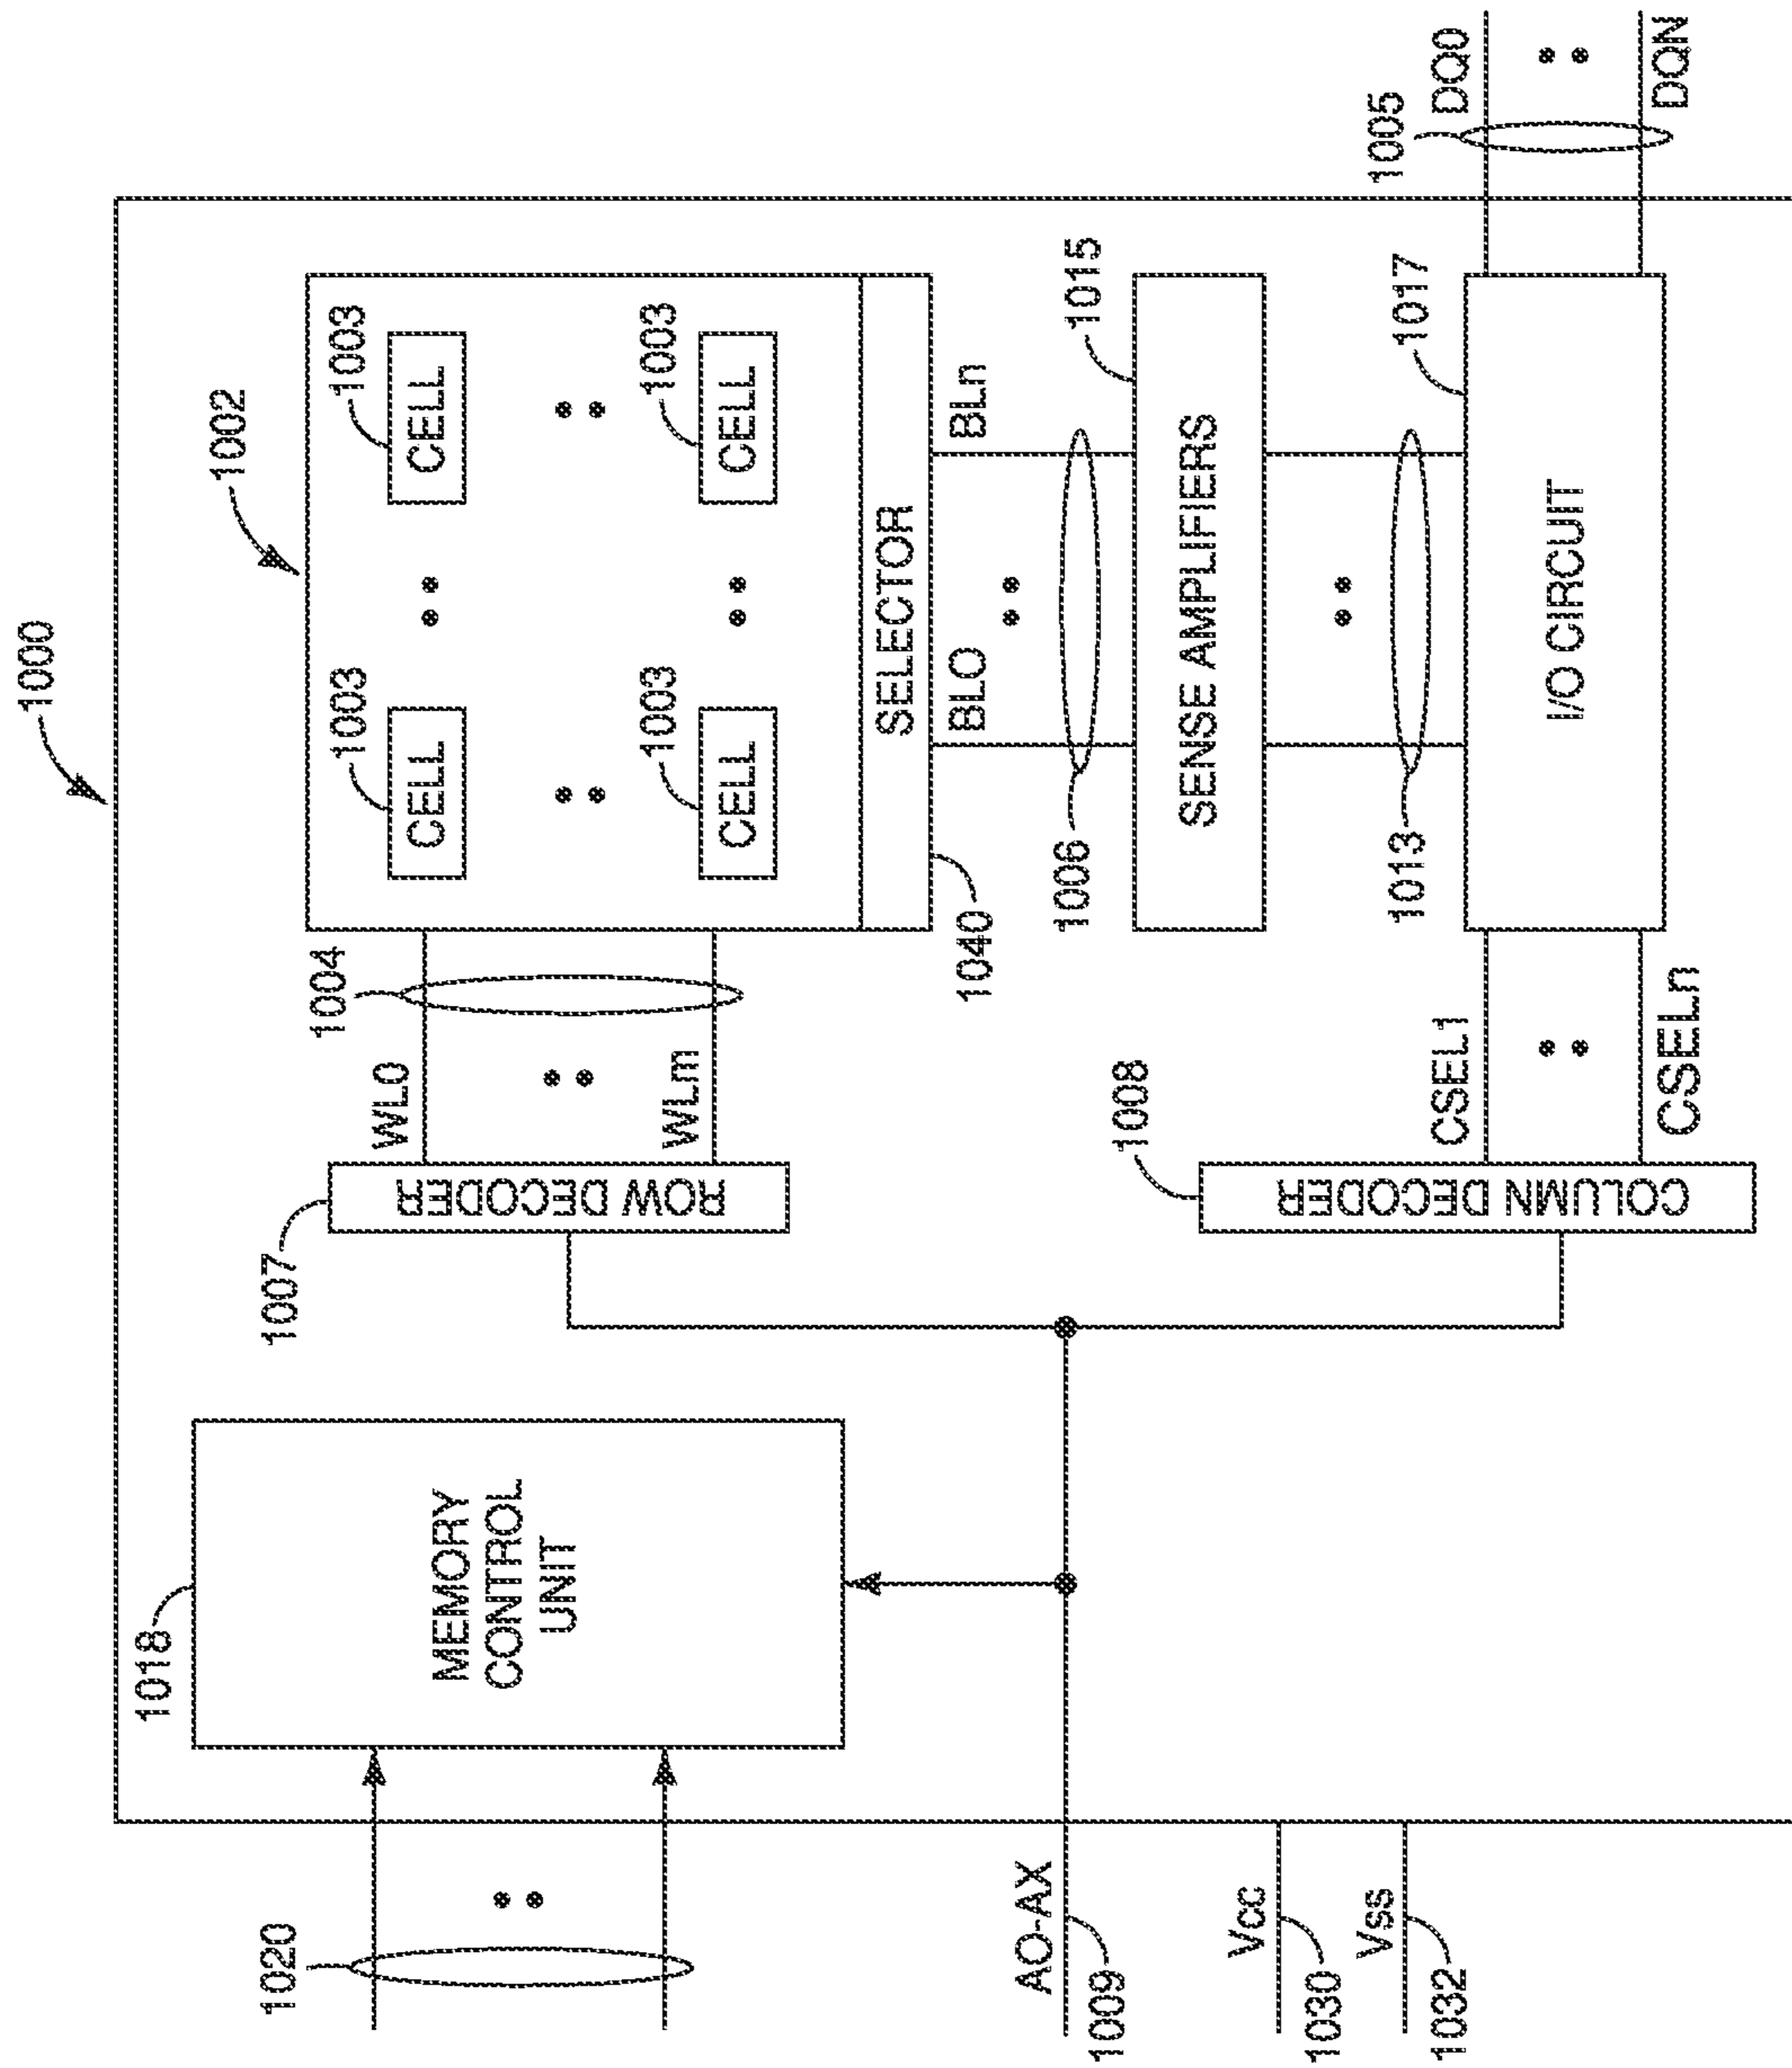 1000
1002
1003
CELL
1003
CELL
1003
CELL
1003
CELL
SELECTOR
1040
1004
WL0
WLm
1007
ROW DECODER
1018
MEMORY
CONTROL
UNIT
1020
BLO
BLn
1006
1015
SENSE AMPLIFIERS
1013
1017
I/O CIRCUIT
1008
COLUMN DECODER
CSEL1
CSELn
1005
DQ0
DQN
AO-AX
1009
Vcc
1030
Vss
1032